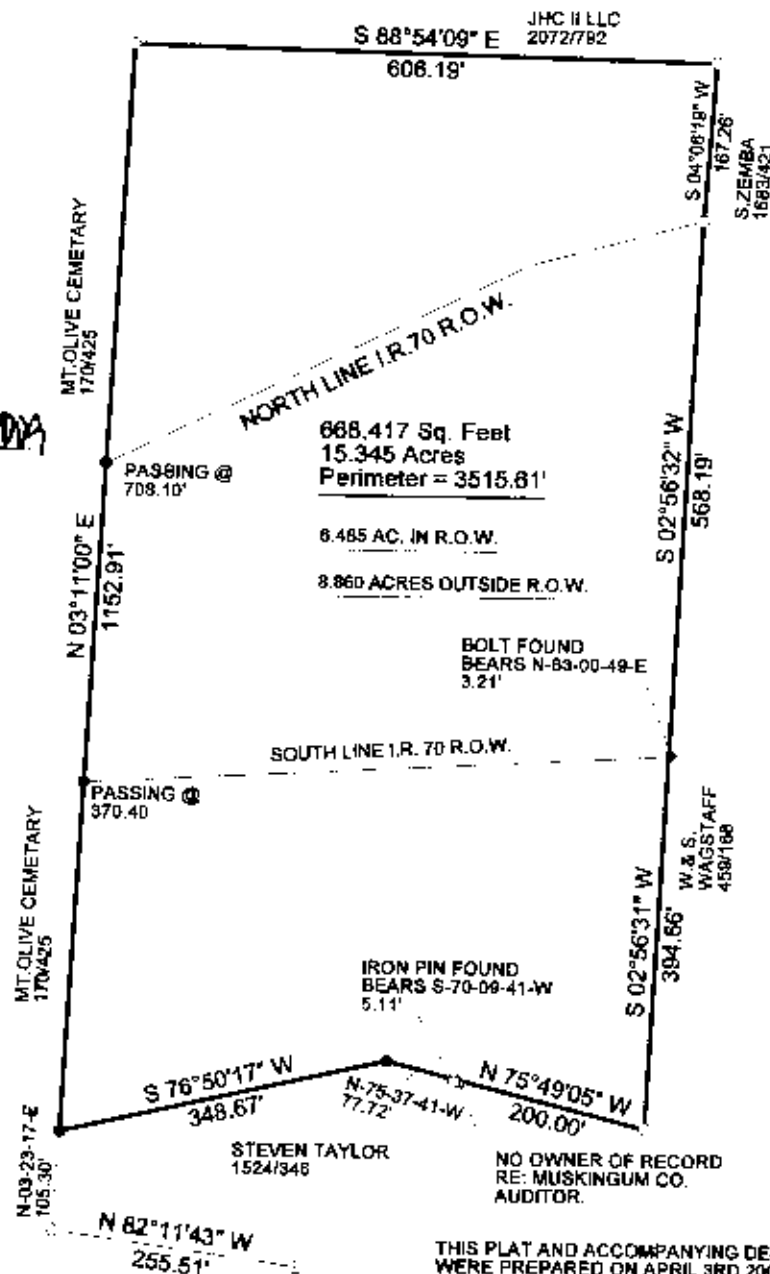 JHC II LLC
2072/792
S 88°54'09" E
606.19'
S 04°06'19" W
167.26'
S.ZEMBA
1683/421
MT.OLIVE CEMETARY
170/425
NORTH LINE I.R.70 R.O.W.
668,417 Sq. Feet
15.345 Acres
Perimeter = 3515.61'
PASSING @
708.10'
N 03°11'00" E
1152.91'
S 02°56'32" W
568.19'
6.485 AC. IN R.O.W.
8.860 ACRES OUTSIDE R.O.W.
BOLT FOUND
BEARS N-83-00-49-E
3.21'
SOUTH LINE I.R. 70 R.O.W.
PASSING @
370.40
MT.OLIVE CEMETARY
170/425
W.& S.
WAGSTAFF
459/168
S 02°56'31" W
394.66'
IRON PIN FOUND
BEARS S-70-09-41-W
5.11'
S 76°50'17" W
348.67'
N-75-37-41-W
77.72'
N 75°49'05" W
200.00'
STEVEN TAYLOR
1524/346
NO OWNER OF RECORD
RE: MUSKINGUM CO.
AUDITOR.
N-03-23-17-E
105.30'
N 82°11'43" W
255.51'
THIS PLAT AND ACCOMPANYING
WERE PREPARED ON APRIL 3RD